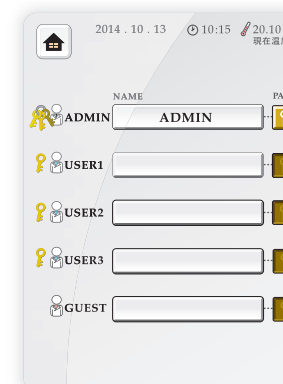 2014 . 10 . 13 10:15 20.10
現在温
NAME PA
ADMIN ADMIN
USER1
USER2
USER3
GUEST